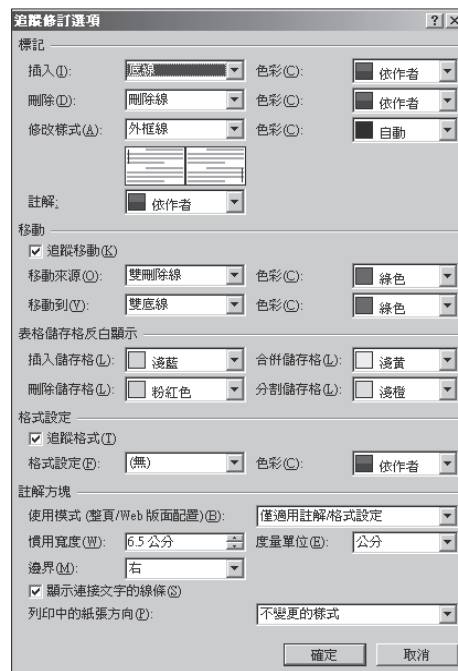 追蹤修訂選項
標記
插入(I): 底線 色彩(C): 依作者
刪除(D): 刪除線 色彩(C): 依作者
修改樣式(A): 外框線 色彩(C): 自動
註解: 依作者
移動
追蹤移動(K)
移動來源(O): 雙刪除線 色彩(C): 綠色
移動到(V): 雙底線 色彩(C): 綠色
表格儲存格反白顯示
插入儲存格(L): 淺藍 合併儲存格(L): 淺黃
刪除儲存格(L): 粉紅色 分割儲存格(L): 淺橙
格式設定
追蹤格式(T)
格式設定(F): (無) 色彩(C): 依作者
註解方塊
使用模式 (整頁/Web 版面配置)(B): 僅適用註解/格式設定
慣用寬度(W): 6.5 公分 度量單位(E): 公分
邊界(M): 右
顯示連接文字的線條(S)
列印中的紙張方向(P): 不變更的樣式
確定 取消